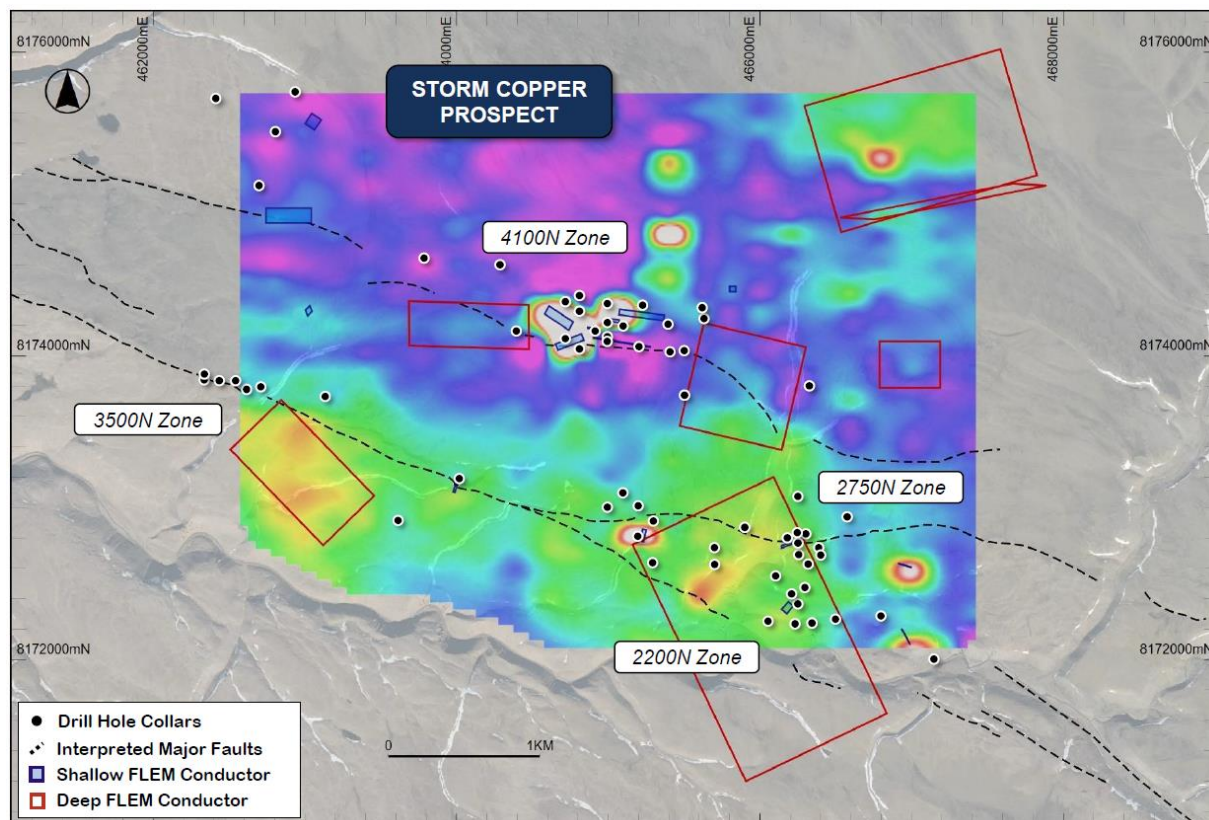 462000mE
4000mE
466000mE
468000mE
8176000mN
8176000mN
STORM COPPER
PROSPECT
4100N Zone
8174000mN
8174000mN
3500N Zone
2750N Zone
2200N Zone
8172000mN
8172000mN
Drill Hole Collars
Interpreted Major Faults
Shallow FLEM Conductor
Deep FLEM Conductor
0
1KM